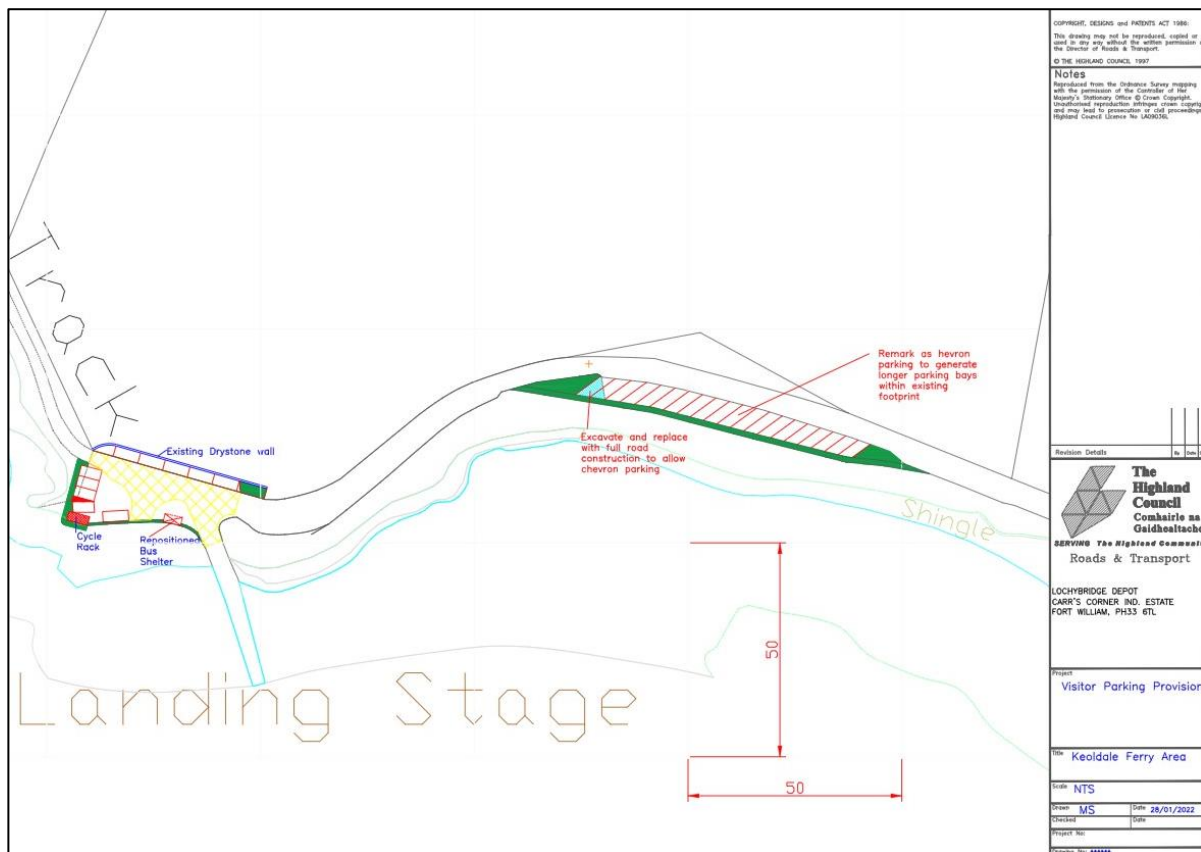 COPYRIGHT, DESIGNS and PATENTS ACT 1988:
This drawing may not be reproduced, copied or
used in any way without the written permission
the Director of Roads & Transport.
© THE HIGHLAND COUNCIL 1997
Notes
Reproduced from the Ordnance Survey mapping
with the permission of the Controller of Her
Majesty's Stationary Office © Crown Copyright.
Unauthorised reproduction infringes crown
and may lead to prosecution or civil
Highland Council Licence No LA09036L
Track
Existing Drystone wall
Cycle
Rack
Repositioned
Bus
Shelter
Excavate and replace
with full road
construction to allow
chevron parking
Remark as hevron
parking to generate
longer parking bays
within existing
footprint
Shingle
Landing Stage
50
50
Revision Details
By
Date
The
Highland
Council
Comhairle na
SERVING The Highland
Roads & Transport
LOCHYBRIDGE DEPOT
CARR'S CORNER IND. ESTATE
FORT WILLIAM, PH33 6TL
Project
Visitor Parking Provision
Title
Keoldale Ferry Area
Scale NTS
Drawn MS
Date 28/01/2022
Checked
Date
Project No: